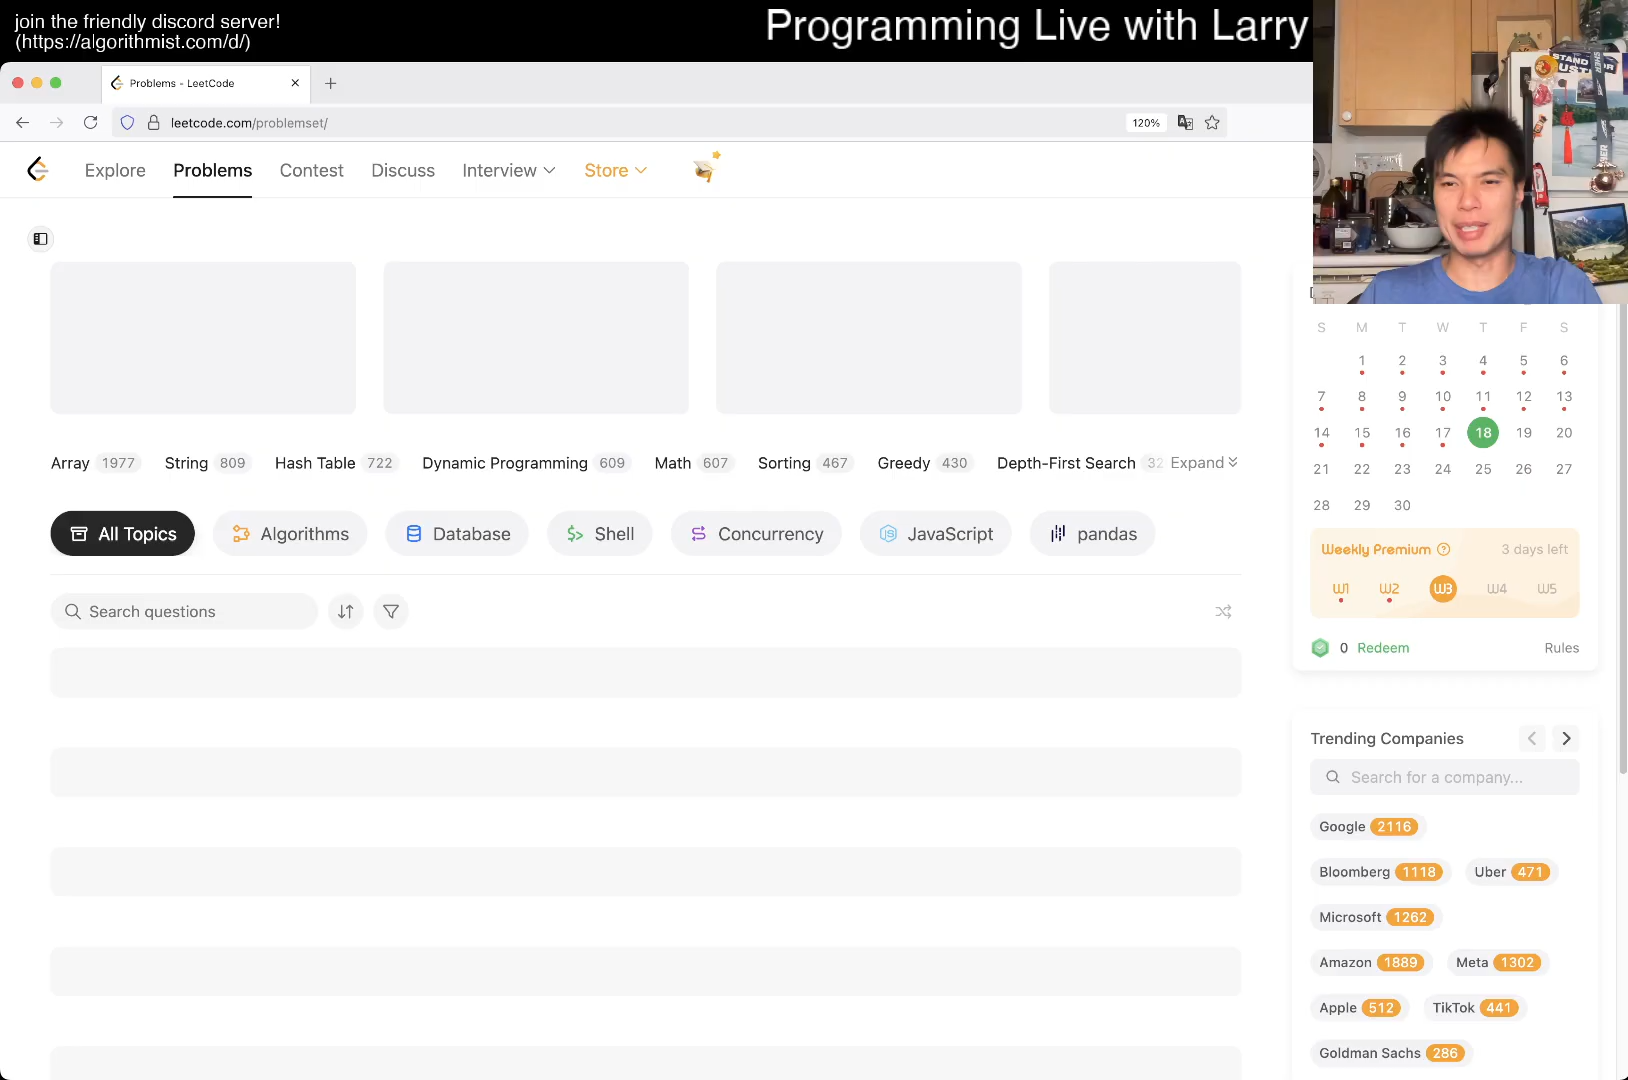 join the friendly discord server!
(https://algorithmist.com/d/)
Programming Live with Larry
Problems - LeetCode
leetcode.com/problemset/
120%
Explore
Problems
Contest
Discuss
Interview
Store
S M T W T F S
1 2 3 4 5 6
7 8 9 10 11 12 13
14 15 16 17 18 19 20
21 22 23 24 25 26 27
28 29 30
Array 1977 String 809 Hash Table 722 Dynamic Programming 609 Math 607 Sorting 467 Greedy 430 Depth-First Search 32 Expand
All Topics
Algorithms
Database
$> Shell
Concurrency
JS JavaScript
pandas
Search questions
Weekly Premium ? 3 days left
W1 W2 W3 W4 W5
0 Redeem Rules
Trending Companies
Search for a company...
Google 2116
Bloomberg 1118 Uber 471
Microsoft 1262
Amazon 1889 Meta 1302
Apple 512 TikTok 441
Goldman Sachs 286